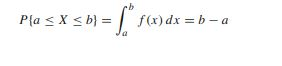 P{a ≤ X ≤ b} = ∫_a^b f(x) dx = b − a